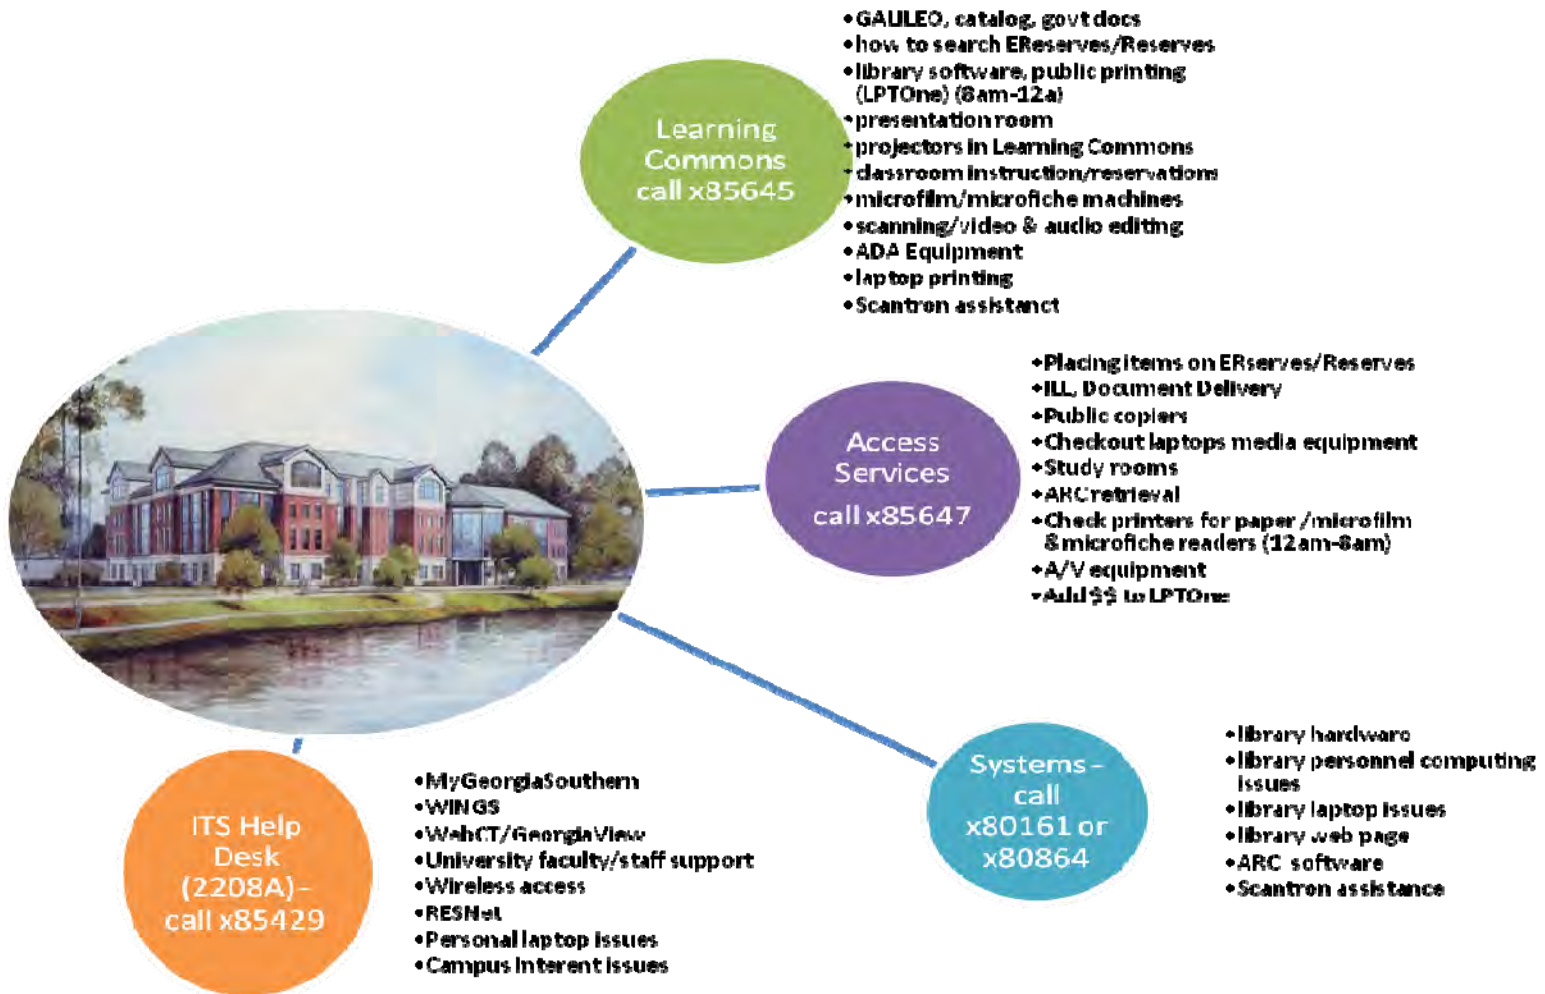 Learning
Commons
call x85645
•GALILEO, catalog, govt docs
•how to search EReserves/Reserves
•library software, public printing
(LPTOne) (8am-12a)
•presentation room
•projectors in Learning Commons
•classroom instruction/reservations
•microfilm/microfiche machines
•scanning/video & audio editing
•ADA Equipment
•laptop printing
•Scantron assistanct
Access
Services
call x85647
•Placing items on ERserves/Reserves
•ILL, Document Delivery
•Public copiers
•Checkout laptops media equipment
•Study rooms
•ARC retrieval
•Check printers for paper /microfilm
& microfiche readers (12am-8am)
•A/V equipment
•Add $$ to LPTOne
Systems –
call
x80161 or
x80864
•library hardware
•library personnel computing
issues
•library laptop issues
•library web page
•ARC software
•Scantron assistance
ITS Help
Desk
(2208A) –
call x85429
•MyGeorgiaSouthern
•WINGS
•WebCT/GeorgiaView
•University faculty/staff support
•Wireless access
•RESNet
•Personal laptop issues
•Campus Interent issues